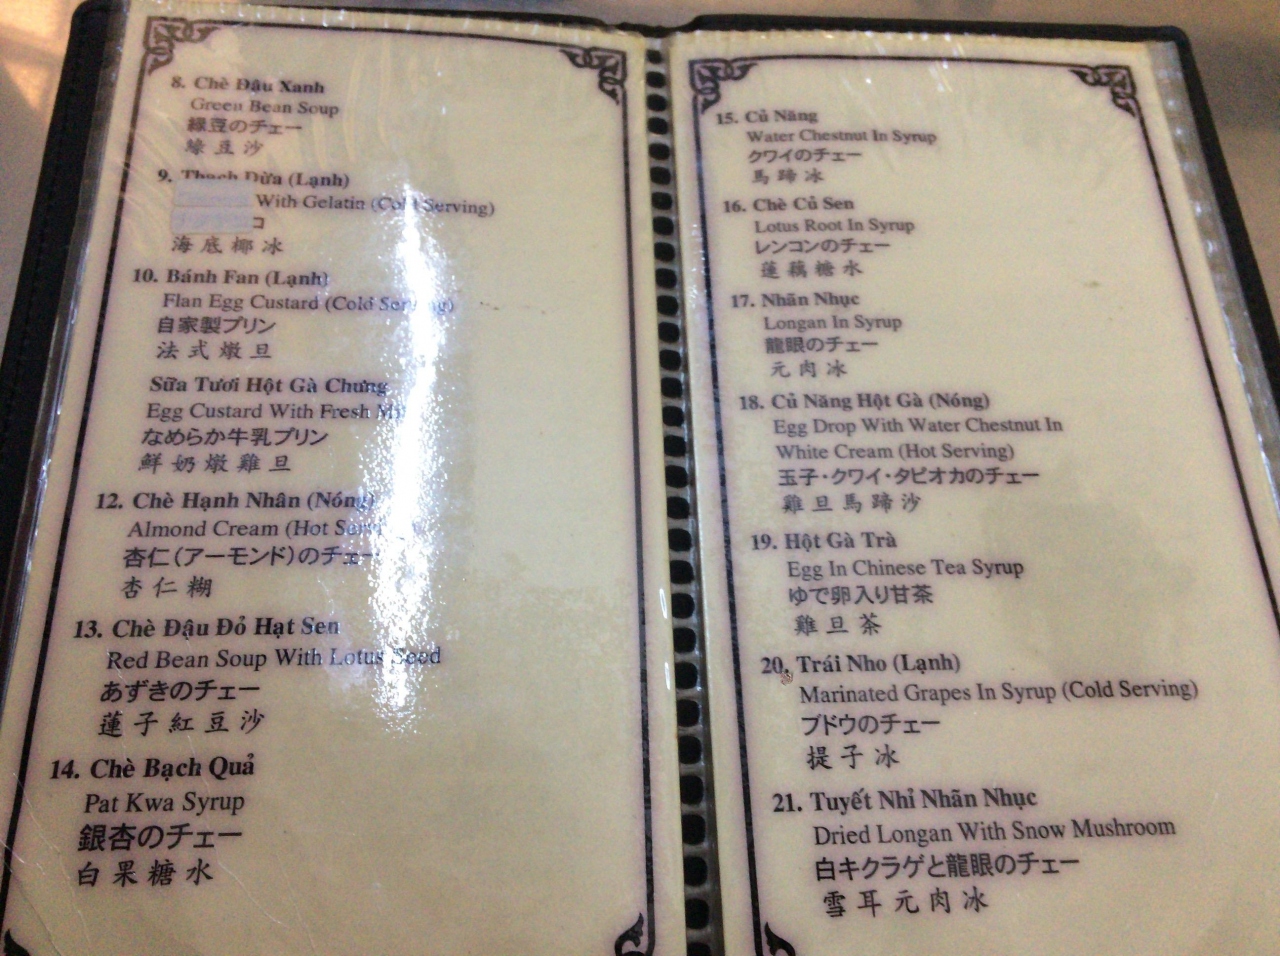 8. Chè Đậu Xanh
Green Bean Soup
緑豆のチェー
綠豆沙
9. Thạch Dừa (Lạnh)
With Gelatin (Cold Serving)
コ
海底椰冰
10. Bánh Fan (Lạnh)
Flan Egg Custard (Cold Serving)
自家製プリン
法式燉旦
Sữa Tươi Hột Gà Chưng
Egg Custard With Fresh
なめらか牛乳プリン
鮮奶燉雞旦
12. Chè Hạnh Nhân (Nóng)
Almond Cream (Hot
杏仁(アーモンド)のチェー
杏仁糊
13. Chè Đậu Đỏ Hạt Sen
Red Bean Soup With Lotus Seed
あずきのチェー
蓮子紅豆沙
14. Chè Bạch Quả
Pat Kwa Syrup
銀杏のチェー
白果糖水
15. Củ Năng
Water Chestnut In Syrup
クワイのチェー
馬蹄冰
16. Chè Củ Sen
Lotus Root In Syrup
レンコンのチェー
蓮藕糖水
17. Nhãn Nhục
Longan In Syrup
龍眼のチェー
元肉冰
18. Củ Năng Hột Gà (Nóng)
Egg Drop With Water Chestnut In
White Cream (Hot Serving)
玉子・クワイ・タピオカのチェー
雞旦馬蹄沙
19. Hột Gà Trà
Egg In Chinese Tea Syrup
ゆで卵入り甘茶
雞旦茶
20. Trái Nho (Lạnh)
Marinated Grapes In Syrup (Cold Serving)
ブドウのチェー
提子冰
21. Tuyết Nhỉ Nhãn Nhục
Dried Longan With Snow Mushroom
白キクラゲと龍眼のチェー
雪耳元肉冰